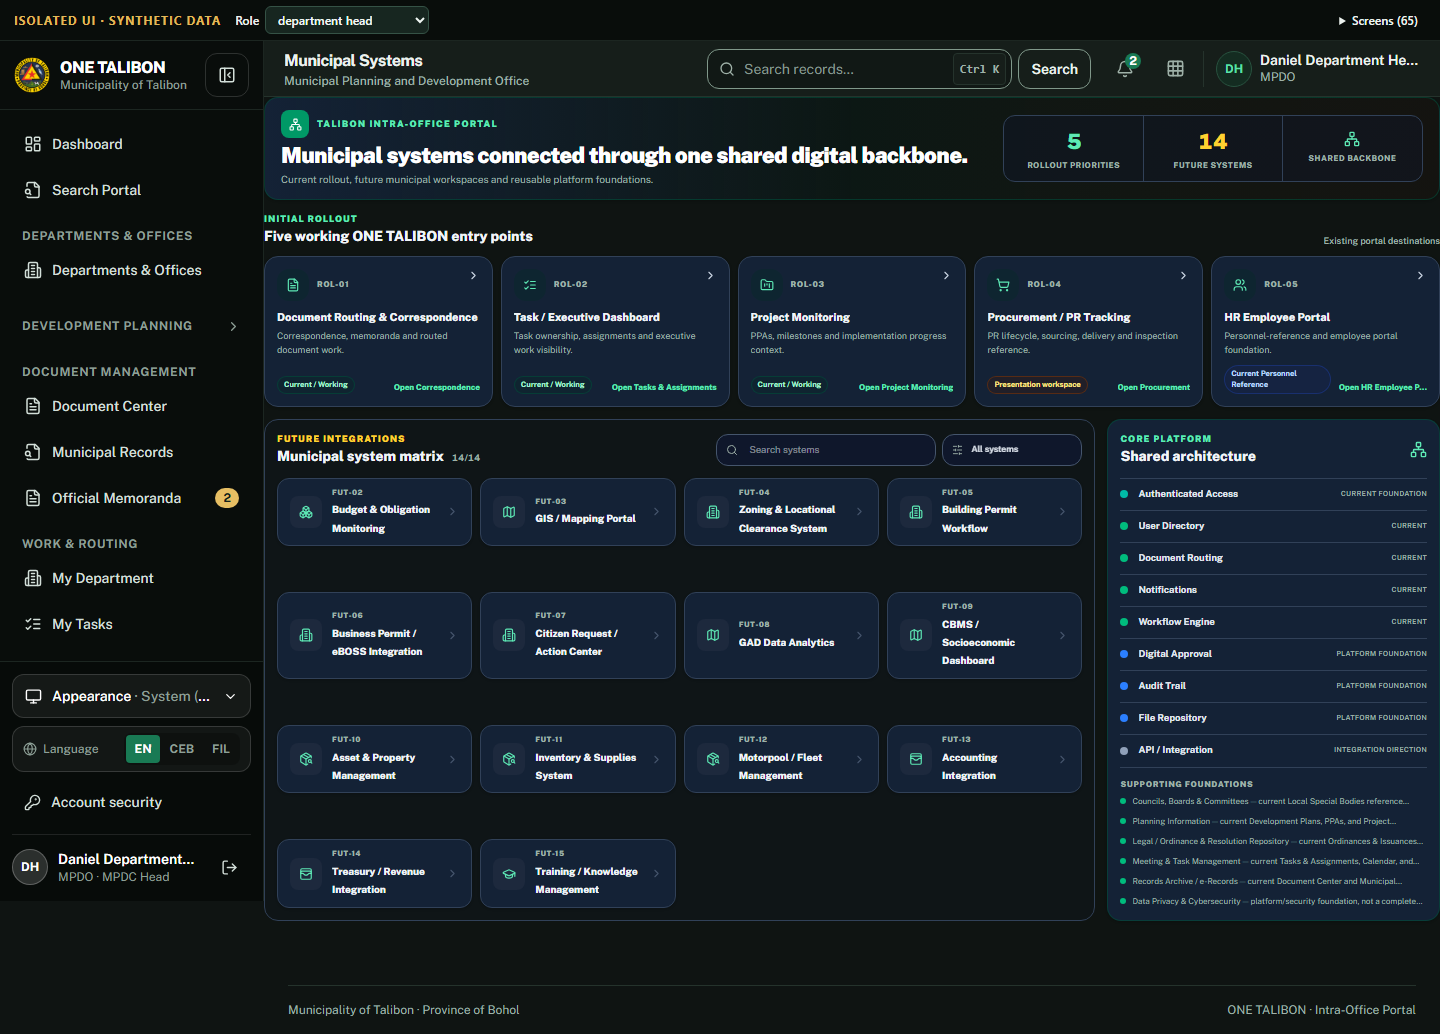 ISOLATED UI · SYNTHETIC DATA
Role
department head
Screens (65)
ONE TALIBON
Municipality of Talibon
Municipal Systems
Municipal Planning and Development Office
Search records...
Ctrl K
Search
2
DH
Daniel Department He...
MPDO
Dashboard
Search Portal
DEPARTMENTS & OFFICES
Departments & Offices
DEVELOPMENT PLANNING
DOCUMENT MANAGEMENT
Document Center
Municipal Records
Official Memoranda
2
WORK & ROUTING
My Department
My Tasks
Appearance · System (...
Language
EN
CEB
FIL
Account security
DH
Daniel Department...
MPDO · MPDC Head
TALIBON INTRA-OFFICE PORTAL
Municipal systems connected through one shared digital backbone.
Current rollout, future municipal workspaces and reusable platform foundations.
5
ROLLOUT PRIORITIES
14
FUTURE SYSTEMS
SHARED BACKBONE
INITIAL ROLLOUT
Five working ONE TALIBON entry points
Existing portal destinations
ROL-01
Document Routing & Correspondence
Correspondence, memoranda and routed
document work.
Current / Working
Open Correspondence
ROL-02
Task / Executive Dashboard
Task ownership, assignments and executive
work visibility.
Current / Working
Open Tasks & Assignments
ROL-03
Project Monitoring
PPAs, milestones and implementation progress
context.
Current / Working
Open Project Monitoring
ROL-04
Procurement / PR Tracking
PR lifecycle, sourcing, delivery and inspection
reference.
Presentation workspace
Open Procurement
ROL-05
HR Employee Portal
Personnel-reference and employee portal
foundation.
Current Personnel
Reference
Open HR Employee P...
FUTURE INTEGRATIONS
Municipal system matrix 14/14
Search systems
All systems
FUT-02
Budget & Obligation
Monitoring
FUT-03
GIS / Mapping Portal
FUT-04
Zoning & Locational
Clearance System
FUT-05
Building Permit
Workflow
FUT-06
Business Permit /
eBOSS Integration
FUT-07
Citizen Request /
Action Center
FUT-08
GAD Data Analytics
FUT-09
CBMS /
Socioeconomic
Dashboard
FUT-10
Asset & Property
Management
FUT-11
Inventory & Supplies
System
FUT-12
Motorpool / Fleet
Management
FUT-13
Accounting
Integration
FUT-14
Treasury / Revenue
Integration
FUT-15
Training / Knowledge
Management
CORE PLATFORM
Shared architecture
Authenticated Access
CURRENT FOUNDATION
User Directory
CURRENT
Document Routing
CURRENT
Notifications
CURRENT
Workflow Engine
CURRENT
Digital Approval
PLATFORM FOUNDATION
Audit Trail
PLATFORM FOUNDATION
File Repository
PLATFORM FOUNDATION
API / Integration
INTEGRATION DIRECTION
SUPPORTING FOUNDATIONS
Councils, Boards & Committees — current Local Special Bodies reference...
Planning Information — current Development Plans, PPAs, and Project...
Legal / Ordinance & Resolution Repository — current Ordinances & Issuances...
Meeting & Task Management — current Tasks & Assignments, Calendar, and...
Records Archive / e-Records — current Document Center and Municipal...
Data Privacy & Cybersecurity — platform/security foundation, not a complete...
Municipality of Talibon · Province of Bohol
ONE TALIBON · Intra-Office Portal